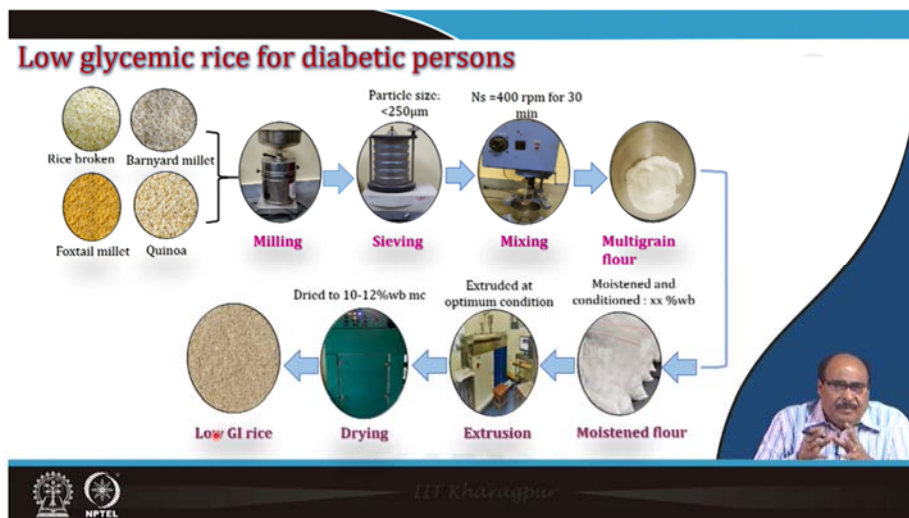 Low glycemic rice for diabetic persons
Particle size:
<250μm
Ns =400 rpm for 30
min
Rice broken
Barnyard millet
Foxtail millet
Quinoa
Milling
Sieving
Mixing
Multigrain
flour
Dried to 10-12%wb mc
Extruded at
optimum condition
Moistened and
conditioned : xx %wb
Low GI rice
Drying
Extrusion
Moistened flour
NPTEL
IIT Kharagpur